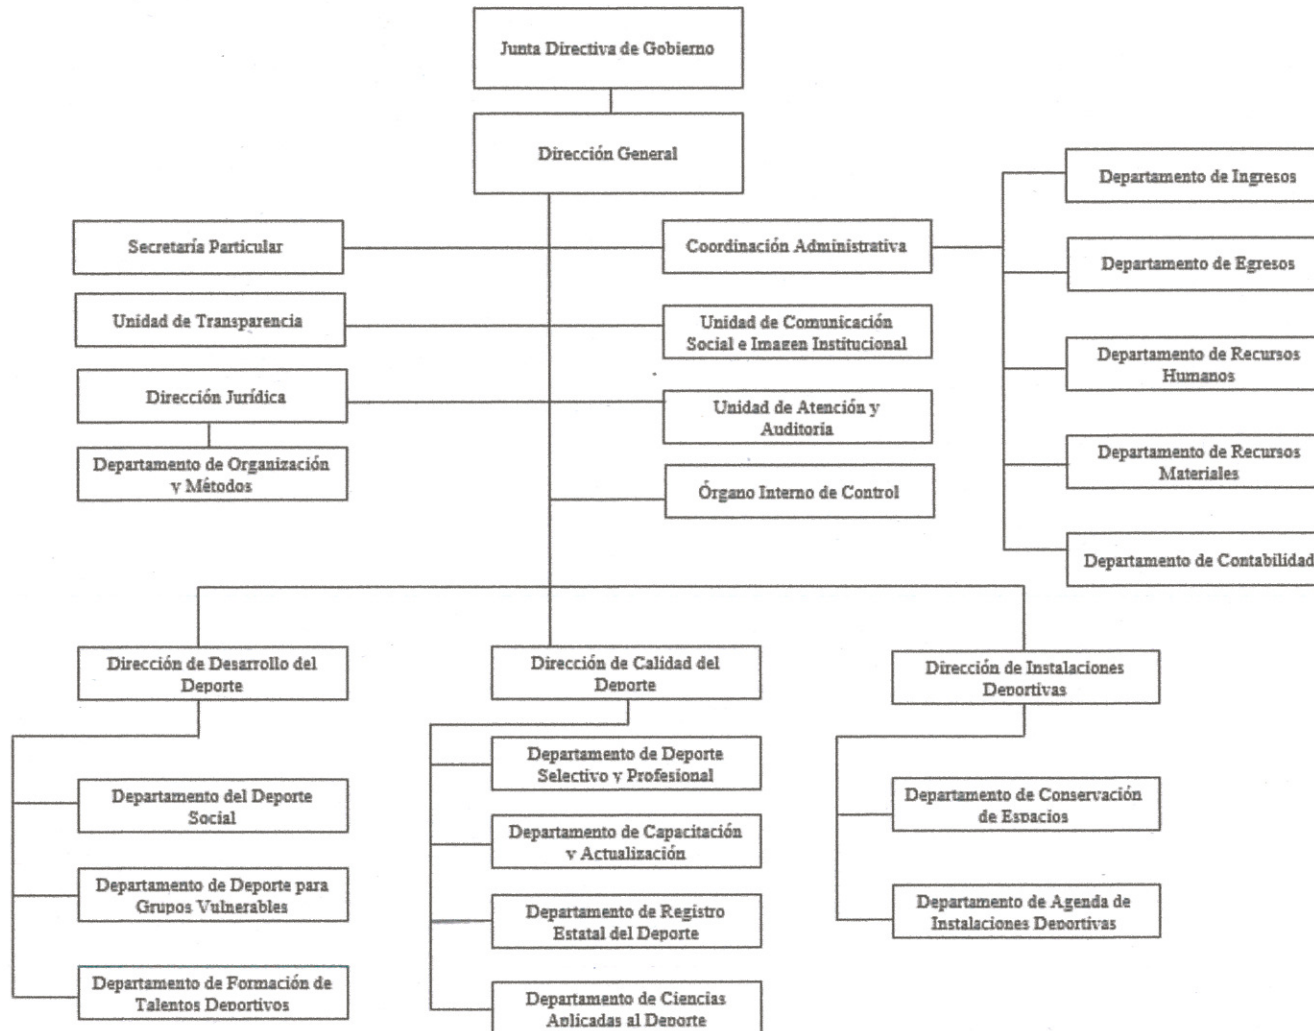 Junta Directiva de Gobierno
Dirección General
Departamento de Ingresos
Secretaría Particular
Coordinación Administrativa
Departamento de Egresos
Unidad de Transparencia
Unidad de Comunicación
Social e Imagen Institucional
Departamento de Recursos
Humanos
Dirección Jurídica
Unidad de Atención y
Auditoria
Departamento de Organización
y Métodos
Departamento de Recursos
Materiales
Órgano Interno de Control
Departamento de Contabilidad
Dirección de Desarrollo del
Deporte
Dirección de Calidad del
Deporte
Dirección de Instalaciones
Deportivas
Departamento del Deporte
Social
Departamento de Deporte para
Grupos Vulnerables
Departamento de Formación de
Talentos Deportivos
Departamento de Deporte
Selectivo y Profesional
Departamento de Capacitación
y Actualización
Departamento de Registro
Estatal del Deporte
Departamento de Ciencias
Aplicadas al Deporte
Departamento de Conservación
de Espacios
Departamento de Agenda de
Instalaciones Deportivas